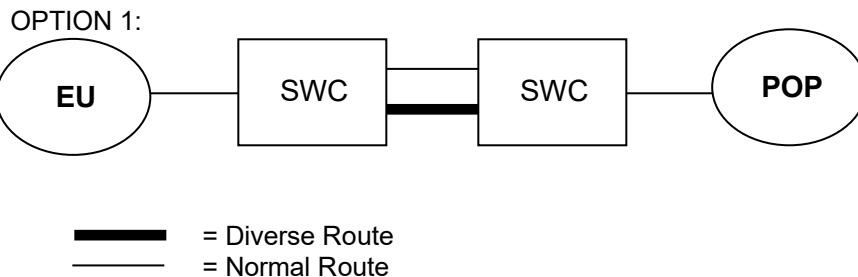 OPTION 1:
EU SWC SWC POP
= Diverse Route
= Normal Route